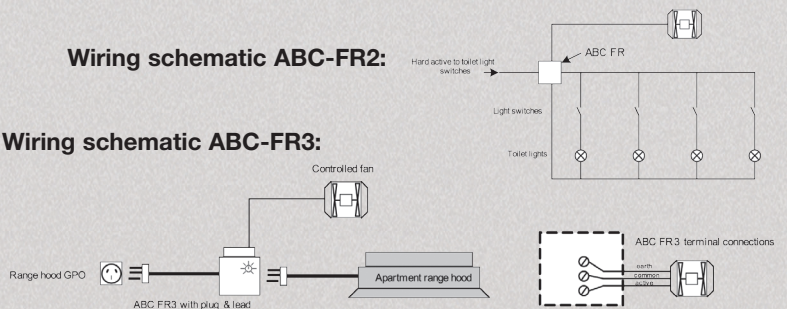 Wiring schematic ABC-FR2:
Hard active to toilet light
switches
ABC FR
Light switches
Toilet lights
Wiring schematic ABC-FR3:
Controlled fan
Range hood GPO
ABC FR3 with plug & lead
Apartment range hood
ABC FR3 terminal connections
earth
common
active